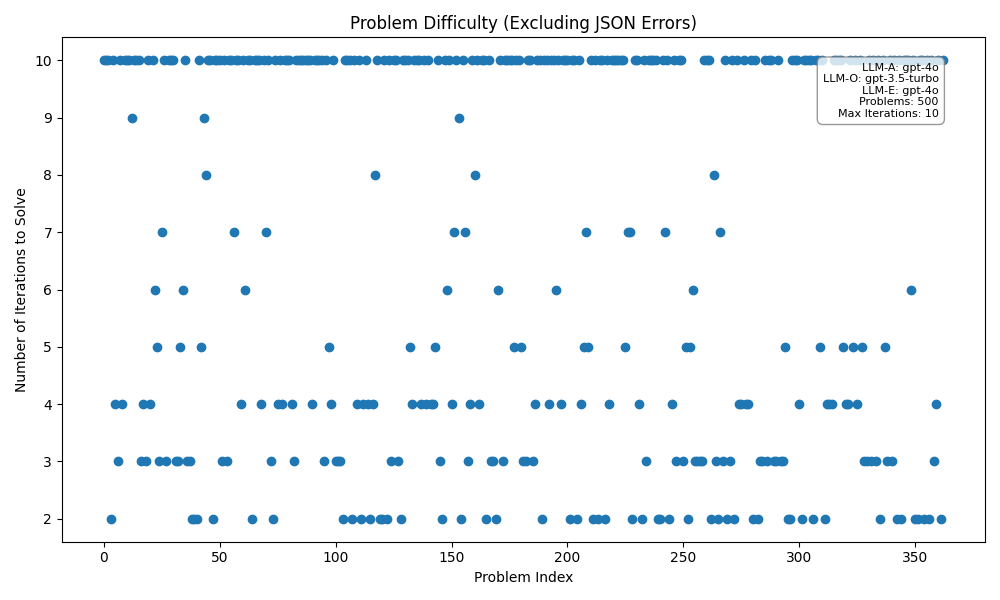 Problem Difficulty (Excluding JSON Errors)
Number of Iterations to Solve
10
9
8
7
6
5
4
3
2
LLM-A: gpt-4o
LLM-O: gpt-3.5-turbo
LLM-E: gpt-4o
Problems: 500
Max Iterations: 10
0
50
100
150
200
250
300
350
Problem Index